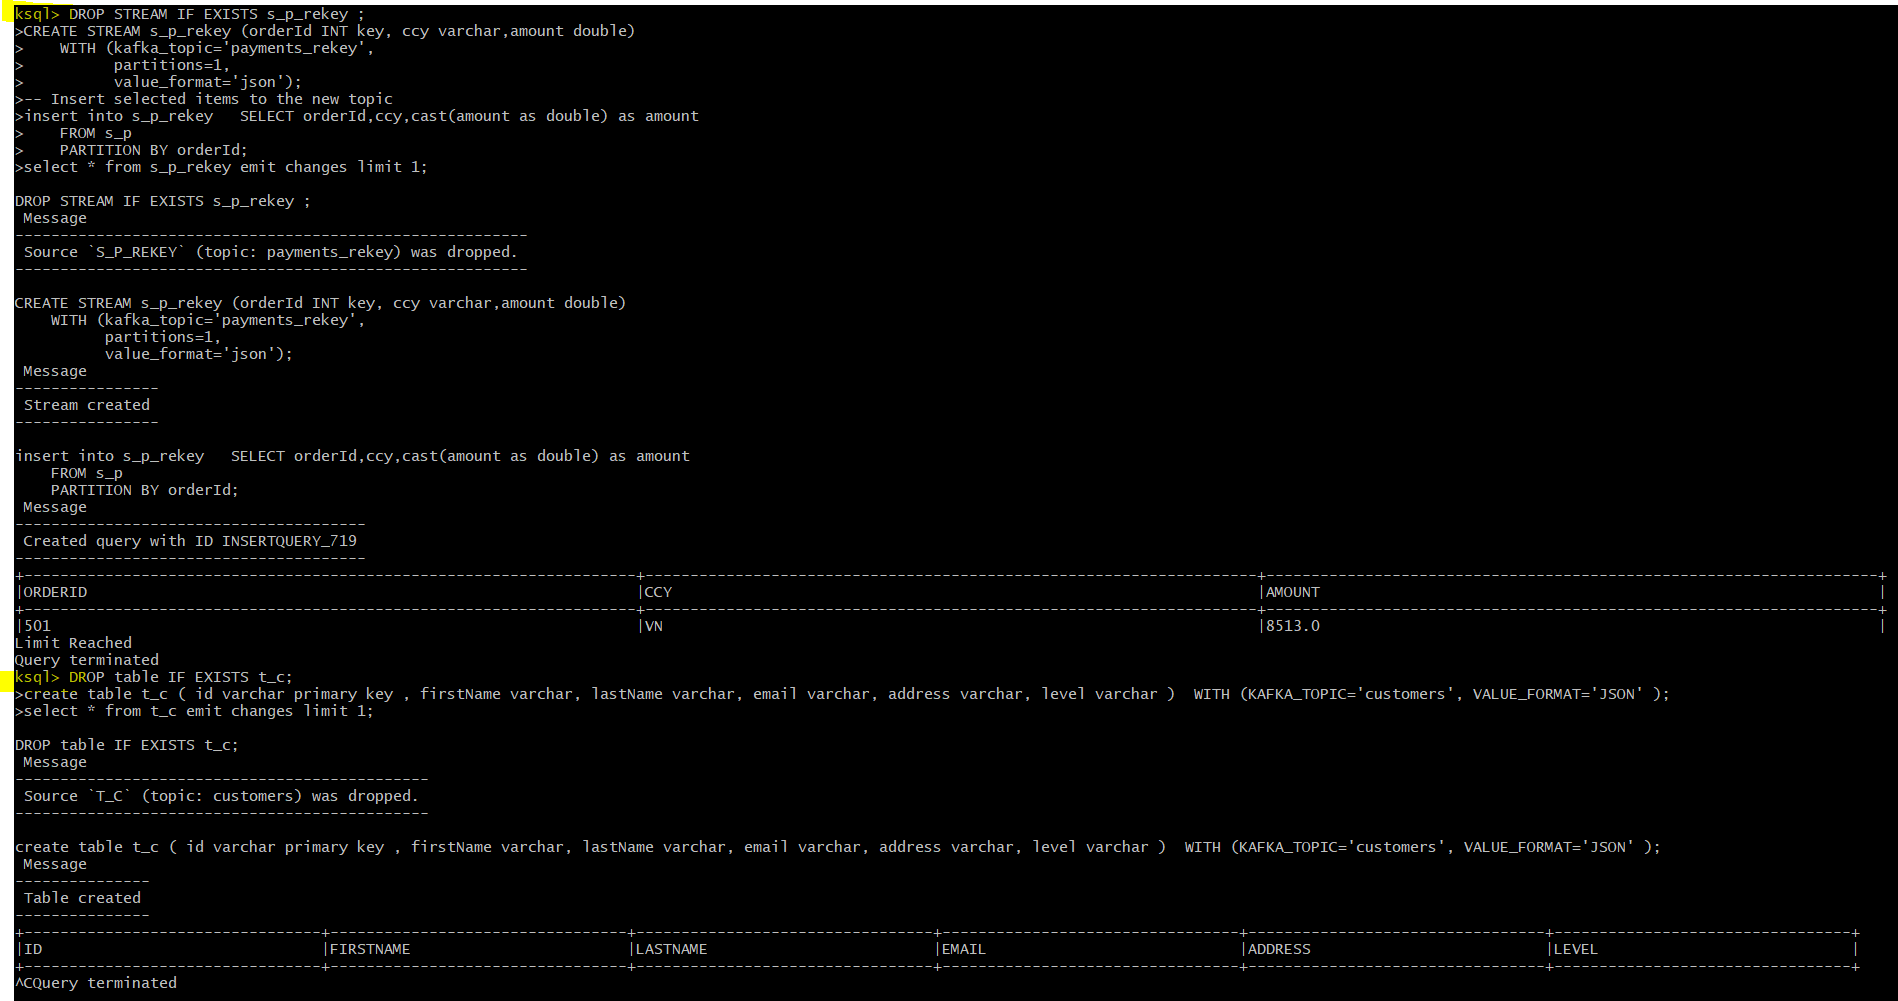 ksql> DROP STREAM IF EXISTS s_p_rekey ;
>CREATE STREAM s_p_rekey (orderId INT key, ccy varchar,amount double)
>    WITH (kafka_topic='payments_rekey',
>          partitions=1,
>          value_format='json');
>-- Insert selected items to the new topic
>insert into s_p_rekey   SELECT orderId,ccy,cast(amount as double) as amount
>    FROM s_p
>    PARTITION BY orderId;
>select * from s_p_rekey emit changes limit 1;
DROP STREAM IF EXISTS s_p_rekey ;
 Message
---------------------------------------------------------
 Source `S_P_REKEY` (topic: payments_rekey) was dropped.
---------------------------------------------------------
CREATE STREAM s_p_rekey (orderId INT key, ccy varchar,amount double)
    WITH (kafka_topic='payments_rekey',
          partitions=1,
          value_format='json');
 Message
----------------
 Stream created
----------------
insert into s_p_rekey   SELECT orderId,ccy,cast(amount as double) as amount
    FROM s_p
    PARTITION BY orderId;
 Message
---------------------------------------
 Created query with ID INSERTQUERY_719
---------------------------------------
|ORDERID |CCY |AMOUNT |
|501 |VN |8513.0 |
Limit Reached
Query terminated
ksql> DROP table IF EXISTS t_c;
>create table t_c ( id varchar primary key , firstName varchar, lastName varchar, email varchar, address varchar, level varchar )  WITH (KAFKA_TOPIC='customers', VALUE_FORMAT='JSON' );
>select * from t_c emit changes limit 1;
DROP table IF EXISTS t_c;
 Message
----------------------------------------------
 Source `T_C` (topic: customers) was dropped.
----------------------------------------------
create table t_c ( id varchar primary key , firstName varchar, lastName varchar, email varchar, address varchar, level varchar )  WITH (KAFKA_TOPIC='customers', VALUE_FORMAT='JSON' );
 Message
---------------
 Table created
---------------
|ID |FIRSTNAME |LASTNAME |EMAIL |ADDRESS |LEVEL |
^CQuery terminated